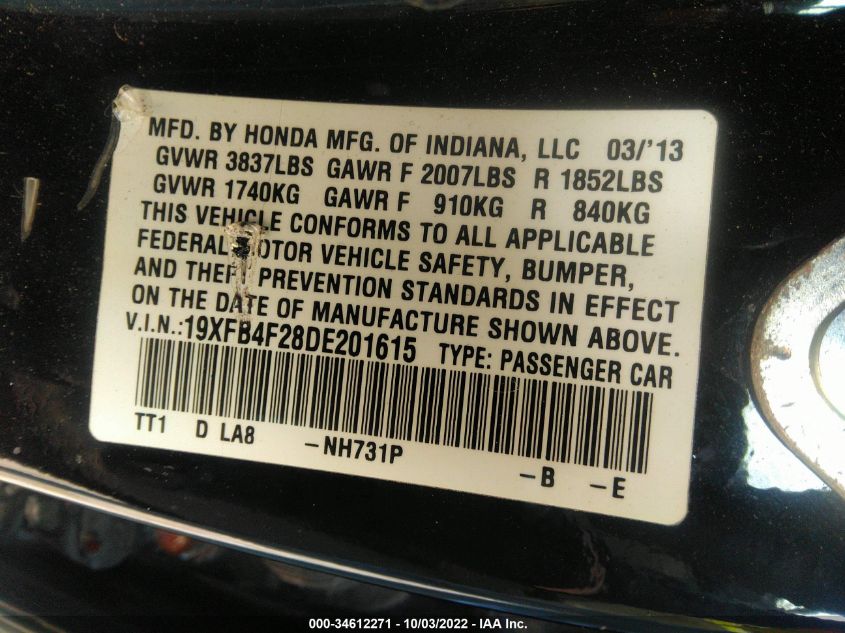 MFD. BY HONDA MFG. OF INDIANA, LLC 03/'13
GVWR 3837LBS GAWR F 2007LBS R 1852LBS
GVWR 1740KG GAWR F 910KG R 840KG
THIS VEHICLE CONFORMS TO ALL APPLICABLE
FEDERAL MOTOR VEHICLE SAFETY, BUMPER,
AND THEFT PREVENTION STANDARDS IN EFFECT
ON THE DATE OF MANUFACTURE SHOWN ABOVE.
V.I.N.:19XFB4F28DE201615 TYPE: PASSENGER CAR
TT1 D LA8 -NH731P -B -E
000-34612271 - 10/03/2022 - IAA Inc.